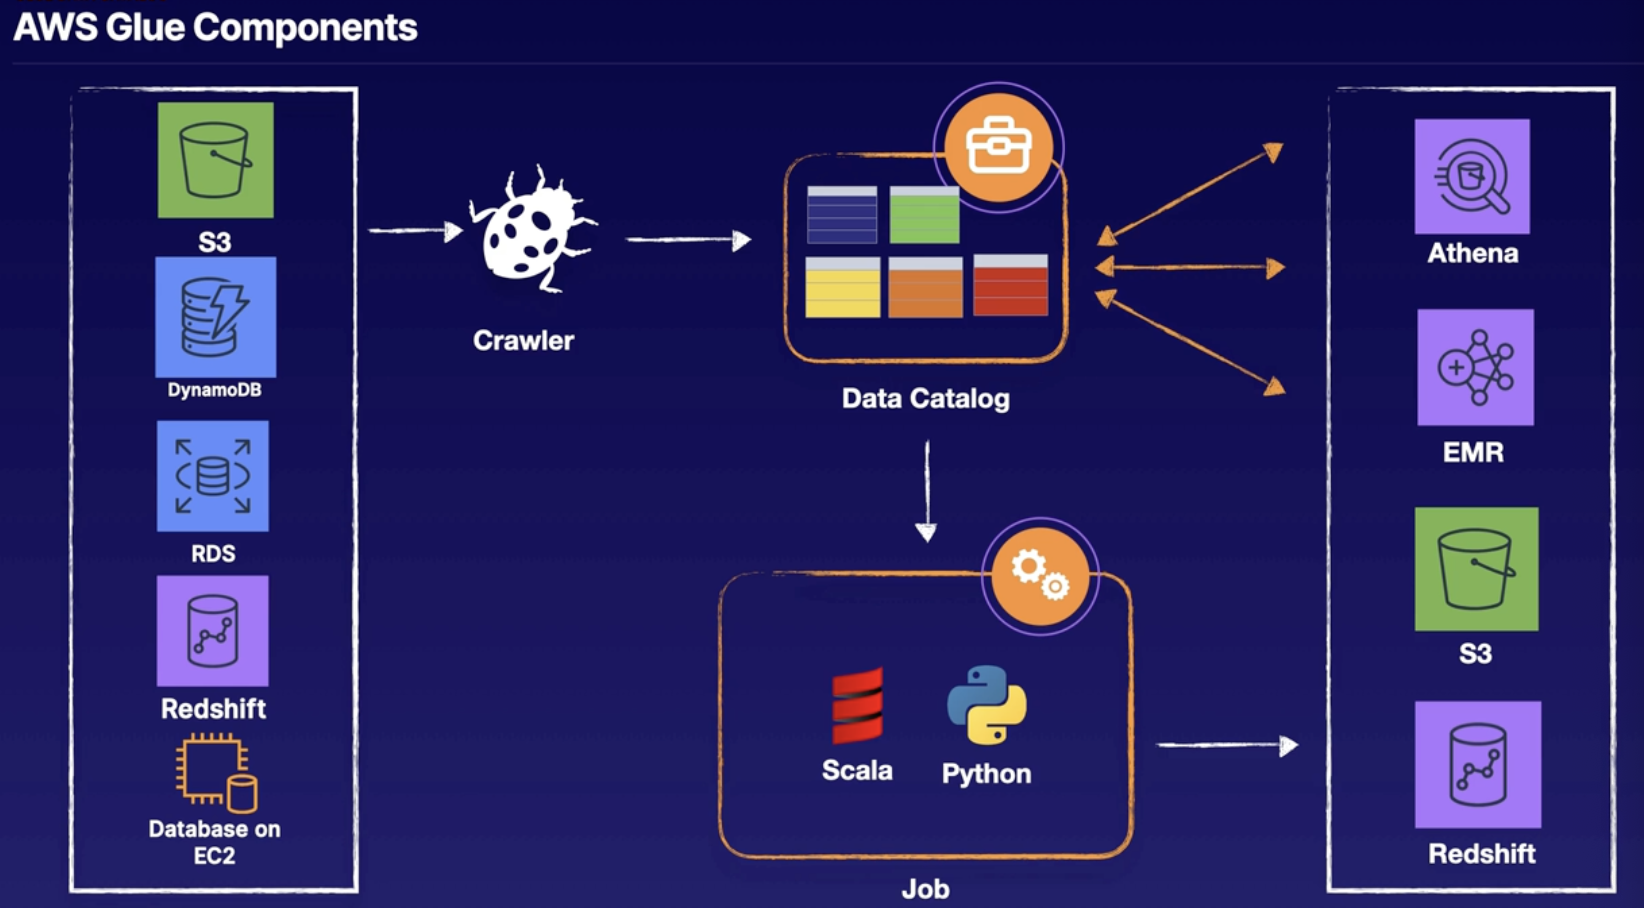 AWS Glue Components
S3
DynamoDB
RDS
Redshift
Database on
EC2
Crawler
Data Catalog
Scala
Python
Job
Athena
EMR
S3
Redshift